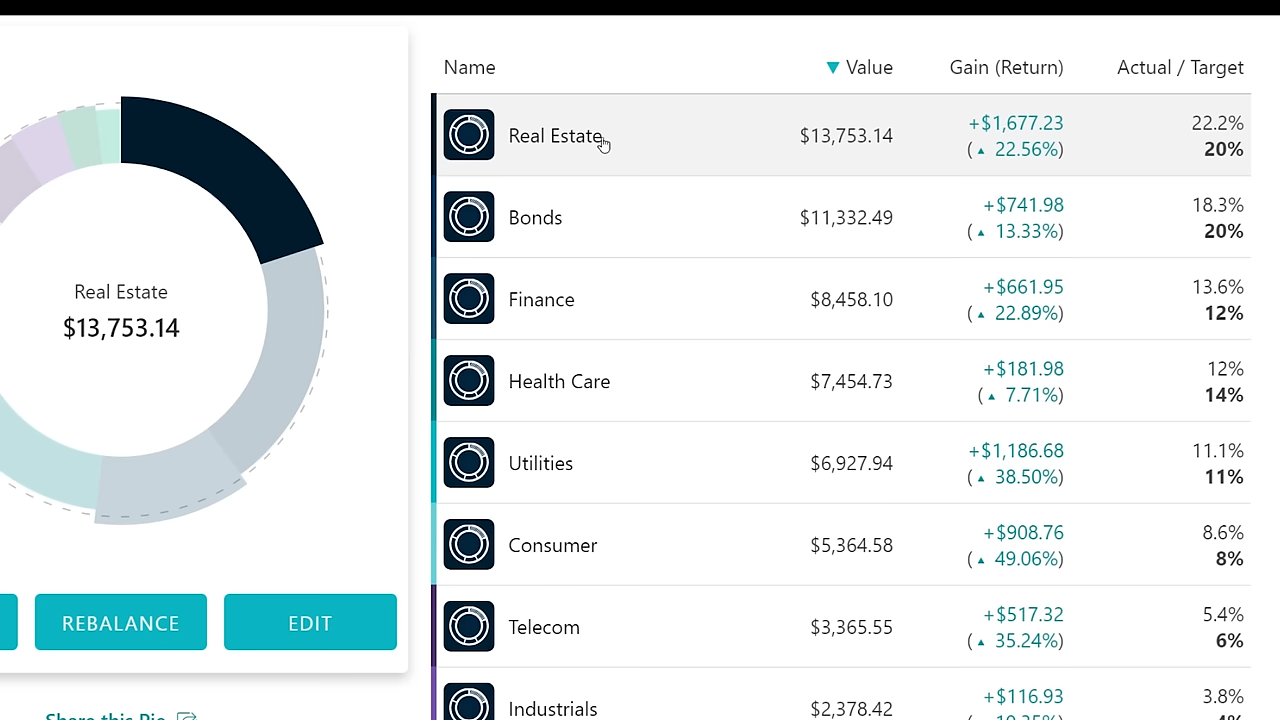 Name
▼ Value
Gain (Return)
Actual / Target
Real Estate
$13,753.14
+$1,677.23
(▲ 22.56%)
22.2%
20%
Bonds
$11,332.49
+$741.98
(▲ 13.33%)
18.3%
20%
Finance
$8,458.10
+$661.95
(▲ 22.89%)
13.6%
12%
Health Care
$7,454.73
+$181.98
(▲ 7.71%)
12%
14%
Utilities
$6,927.94
+$1,186.68
(▲ 38.50%)
11.1%
11%
Consumer
$5,364.58
+$908.76
(▲ 49.06%)
8.6%
8%
Telecom
$3,365.55
+$517.32
(▲ 35.24%)
5.4%
6%
Industrials
$2,378.42
+$116.93
3.8%
Real Estate
$13,753.14
REBALANCE
EDIT
Share this Pie